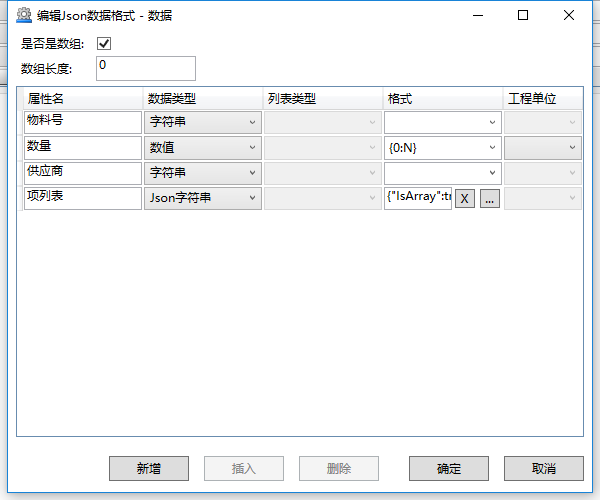 编辑Json数据格式 - 数据
是否是数组:
数组长度: 0
属性名 数据类型 列表类型 格式 工程单位
物料号 字符串
数量 数值 {0:N}
供应商 字符串
项列表 Json字符串 {"IsArray":tr X ...
新增 插入 删除 确定 取消